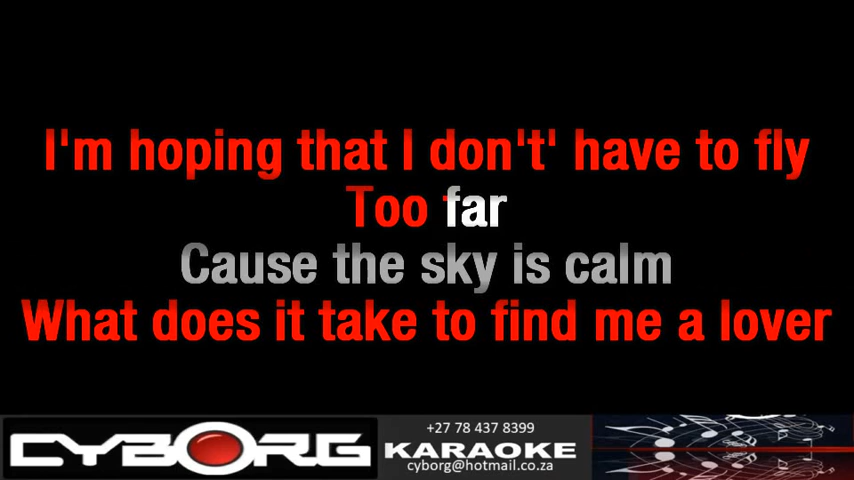 I'm hoping that I don't' have to fly
Too far
Cause the sky is calm
What does it take to find me a lover
CYBORG
+27 78 437 8399
KARAOKE
cyborg@hotmail.co.za